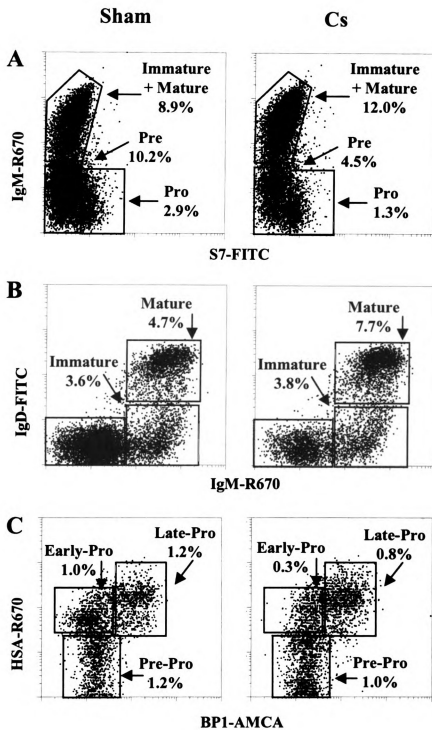 Sham
Cs
A
Immature
+ Mature
8.9%
Pre
10.2%
Pro
2.9%
Immature
+ Mature
12.0%
Pre
4.5%
Pro
1.3%
IgM-R670
S7-FITC
B
Mature
4.7%
Immature
3.6%
Mature
7.7%
Immature
3.8%
IgD-FITC
IgM-R670
C
Early-Pro
1.0%
Late-Pro
1.2%
Pre-Pro
1.2%
Early-Pro
0.3%
Late-Pro
0.8%
Pre-Pro
1.0%
HSA-R670
BP1-AMCA